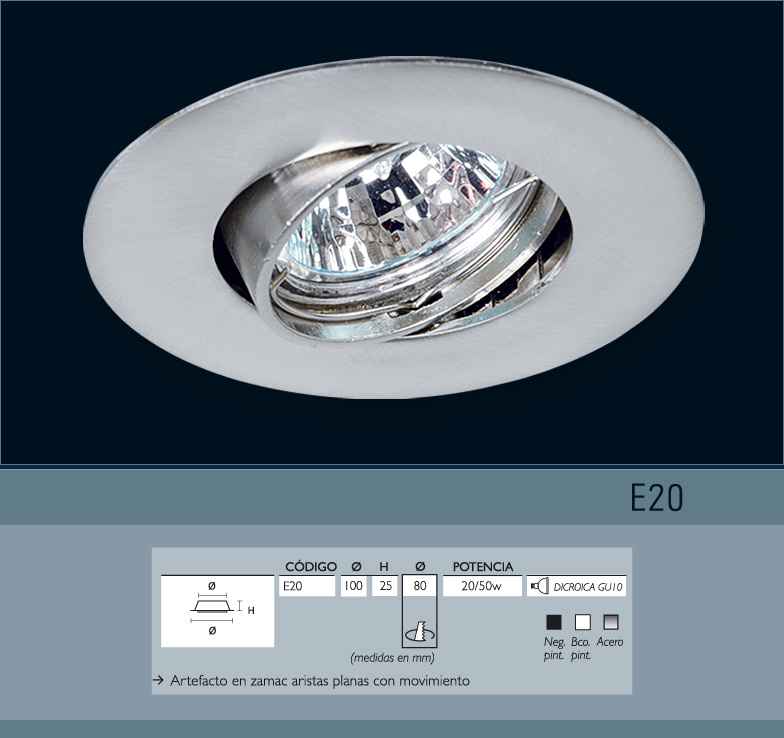 E20
CÓDIGO Ø H Ø POTENCIA
E20 100 25 80 20/50w DICROICA GU10
Ø
H
Ø
Neg. pint. Bco. pint. Acero
(medidas en mm)
→ Artefacto en zamac aristas planas con movimiento